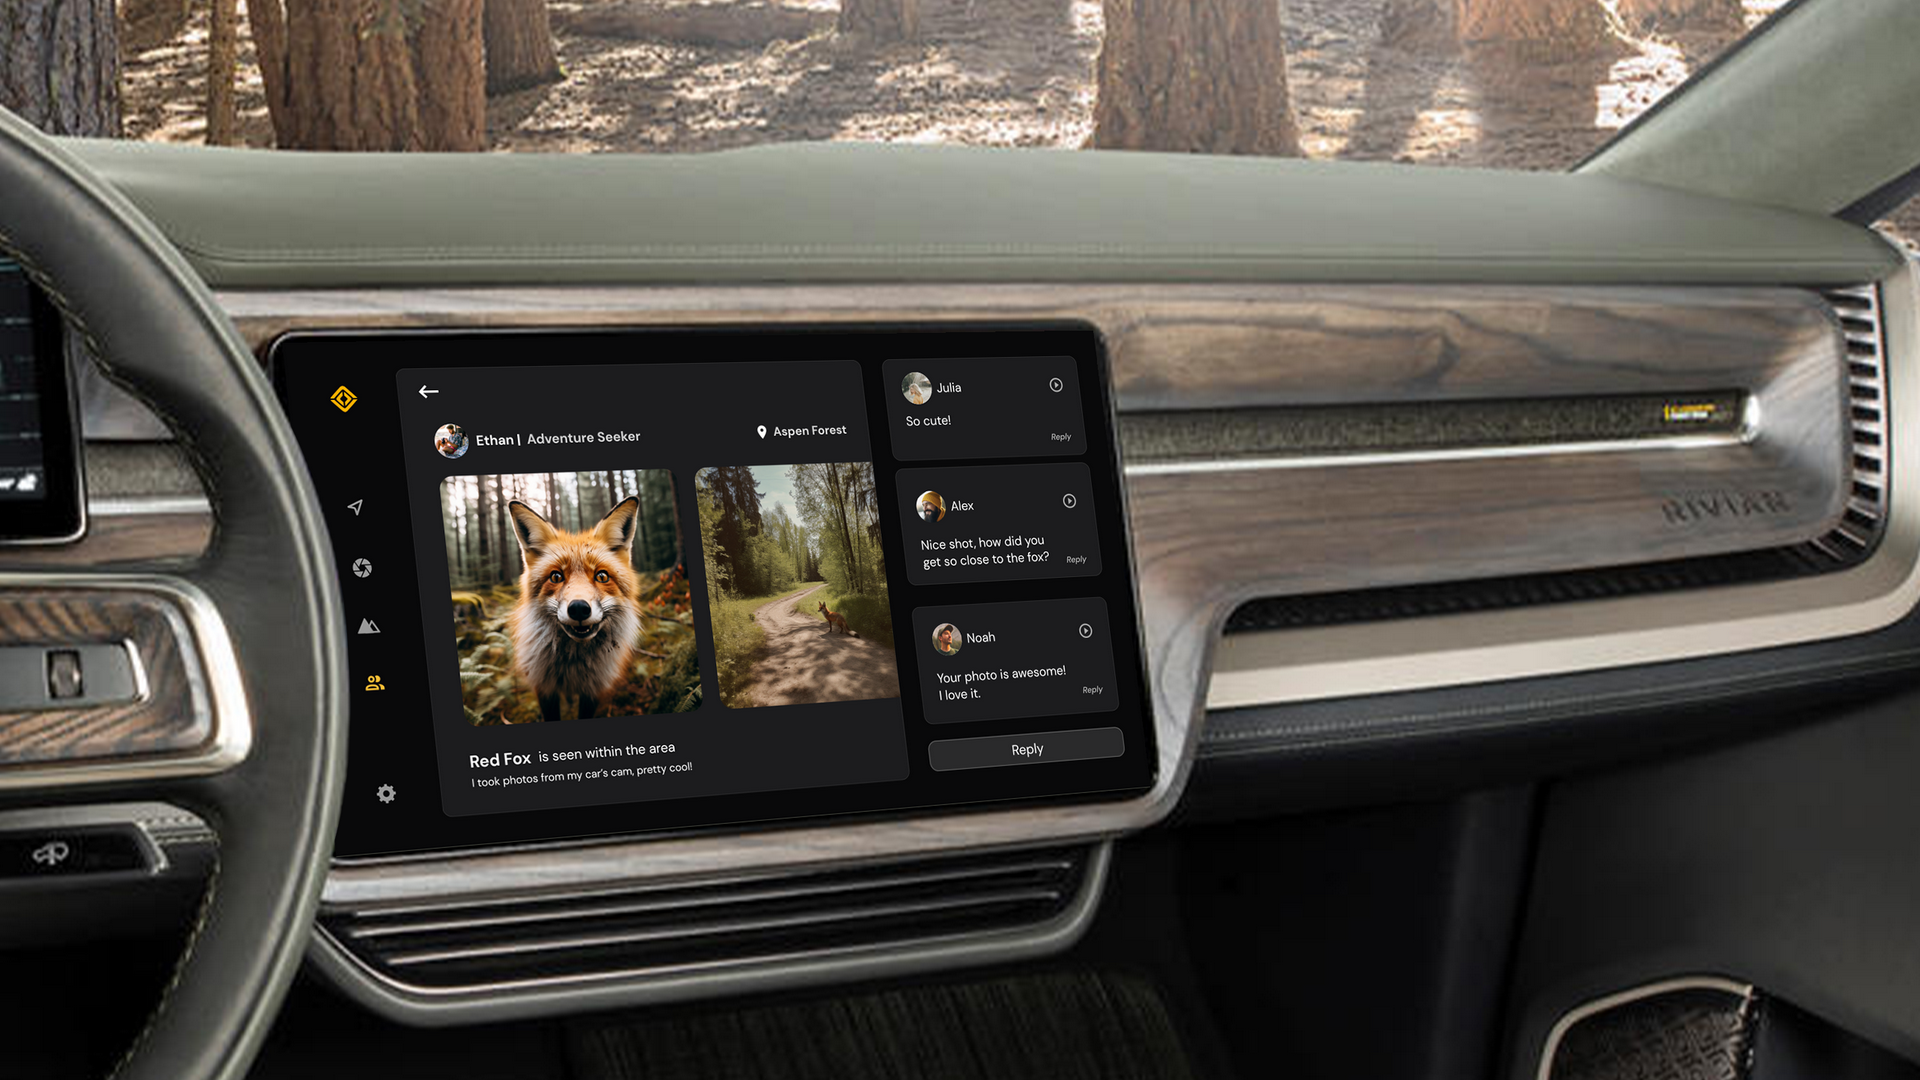 Ethan | Adventure Seeker
Aspen Forest
Red Fox is seen within the area
I took photos from my car's cam, pretty cool!
Julia
So cute!
Reply
Alex
Nice shot, how did you
get so close to the fox?
Reply
Noah
Your photo is awesome!
I love it.
Reply
Reply
RIVIAN